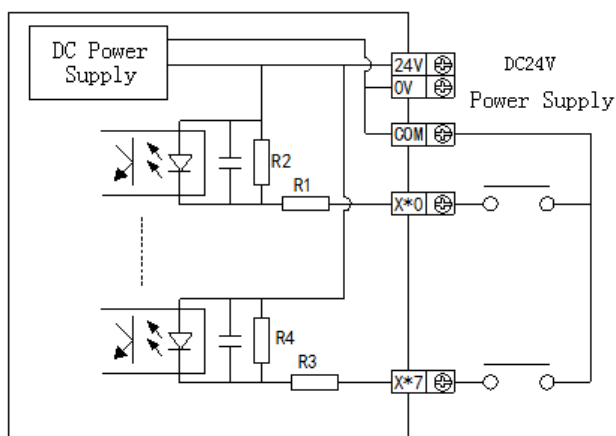 DC Power
Supply
24V
DC24V
0V
Power Supply
COM
R2
R1
X*0
R4
R3
X*7